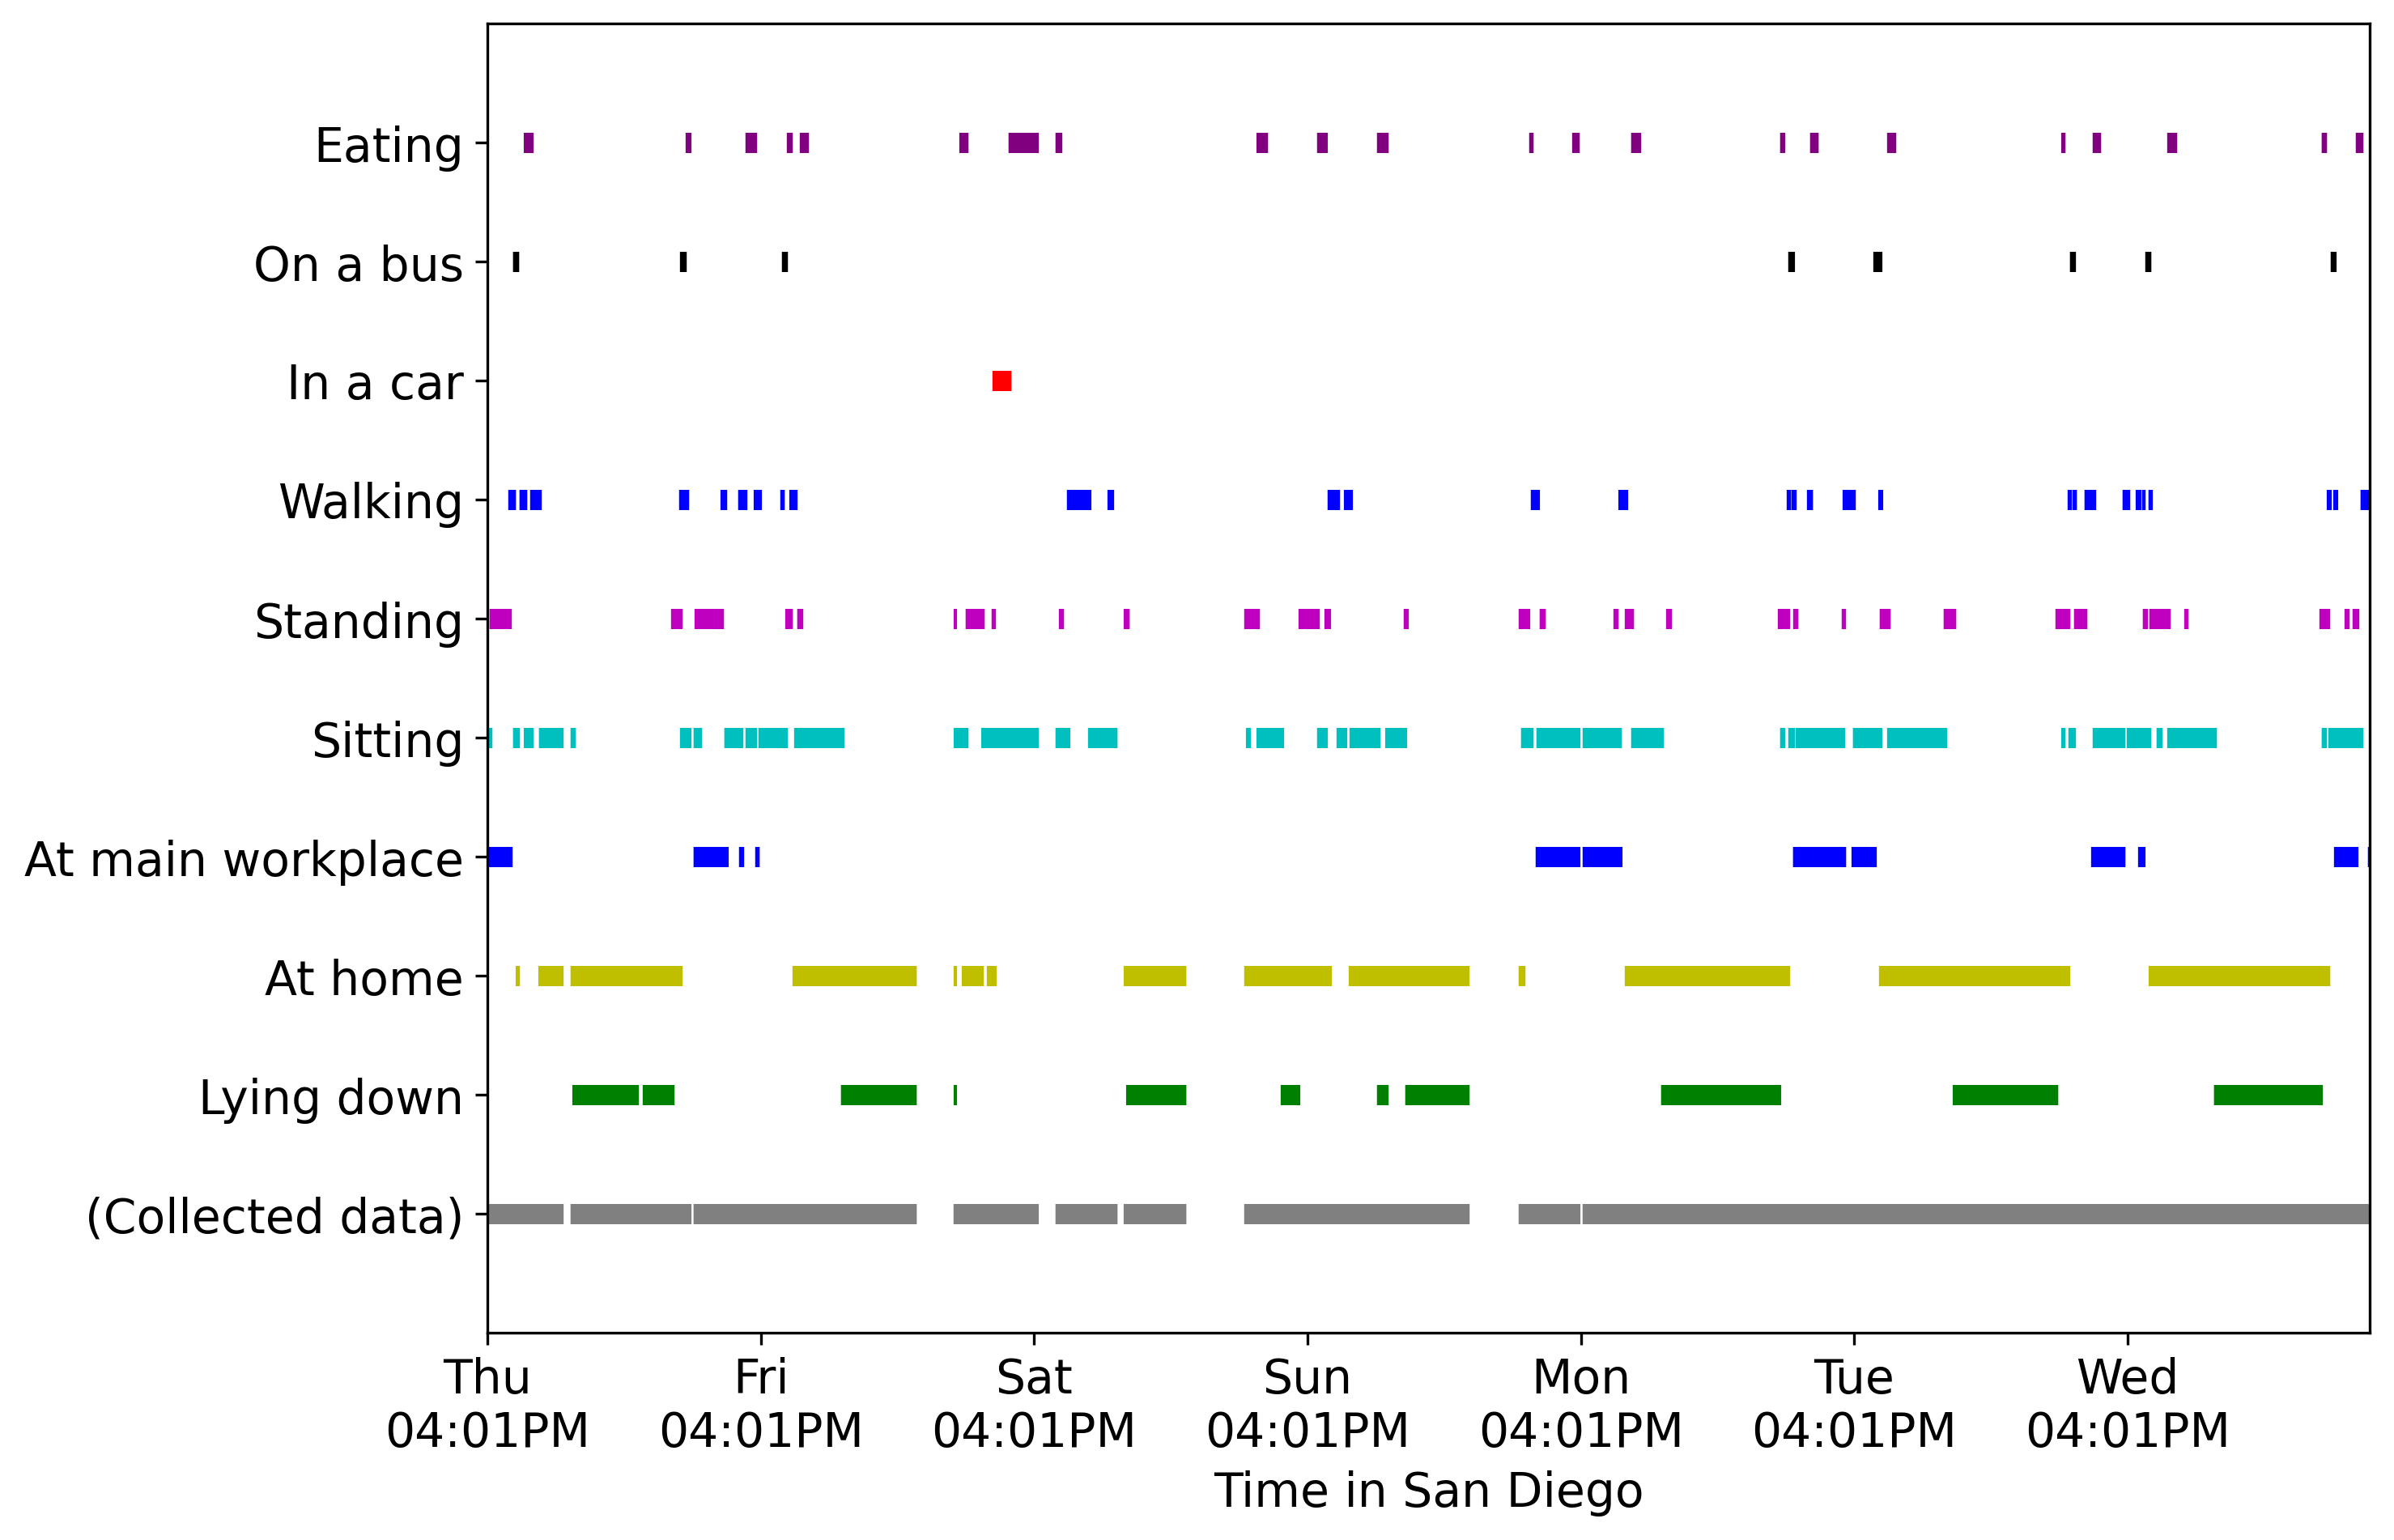 Eating
On a bus
In a car
Walking
Standing
Sitting
At main workplace
At home
Lying down
(Collected data)
Thu Fri Sat Sun Mon Tue Wed
04:01PM 04:01PM 04:01PM 04:01PM 04:01PM 04:01PM 04:01PM
Time in San Diego